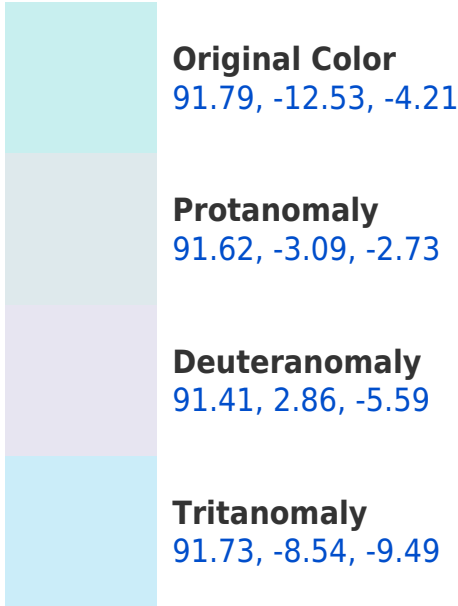 Original Color
91.79, -12.53, -4.21
Protanomaly
91.62, -3.09, -2.73
Deuteranomaly
91.41, 2.86, -5.59
Tritanomaly
91.73, -8.54, -9.49